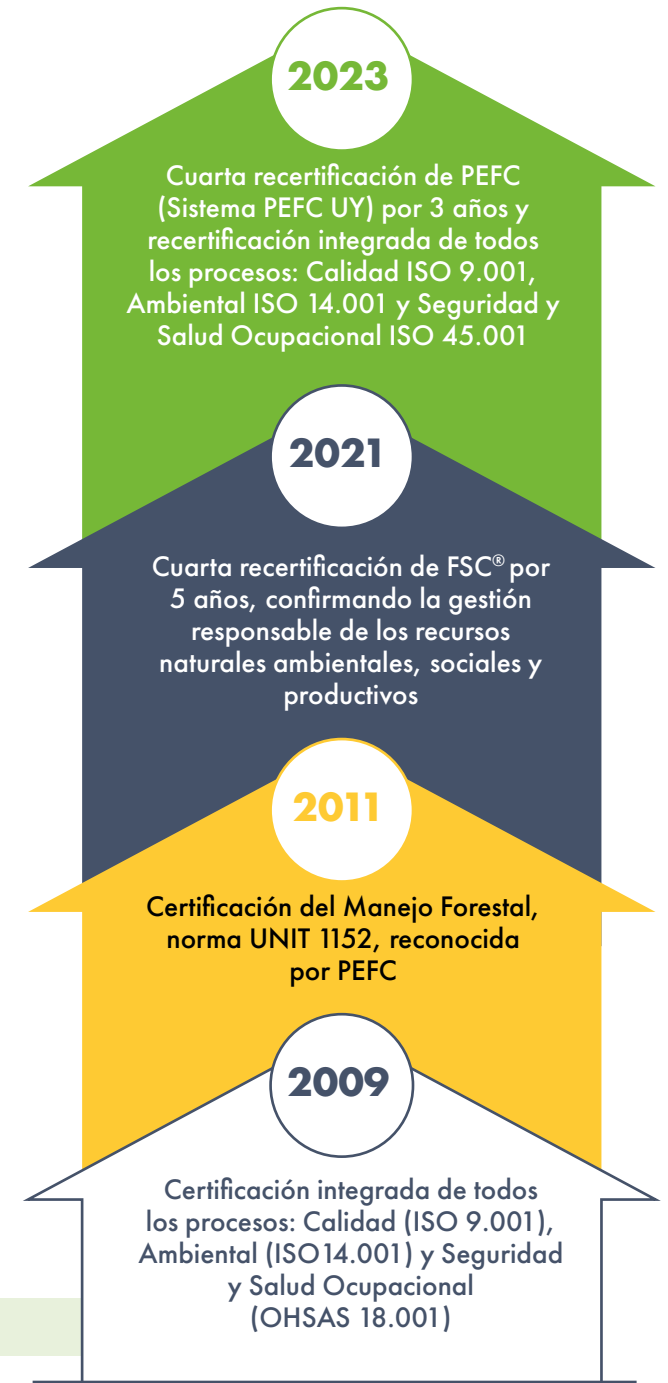 2023
Cuarta recertificación de PEFC
(Sistema PEFC UY) por 3 años y
recertificación integrada de todos
los procesos: Calidad ISO 9.001,
Ambiental ISO 14.001 y Seguridad y
Salud Ocupacional ISO 45.001
2021
Cuarta recertificación de FSC® por
5 años, confirmando la gestión
responsable de los recursos
naturales ambientales, sociales y
productivos
2011
Certificación del Manejo Forestal,
norma UNIT 1152, reconocida
por PEFC
2009
Certificación integrada de todos
los procesos: Calidad (ISO 9.001),
Ambiental (ISO14.001) y Seguridad
y Salud Ocupacional
(OHSAS 18.001)